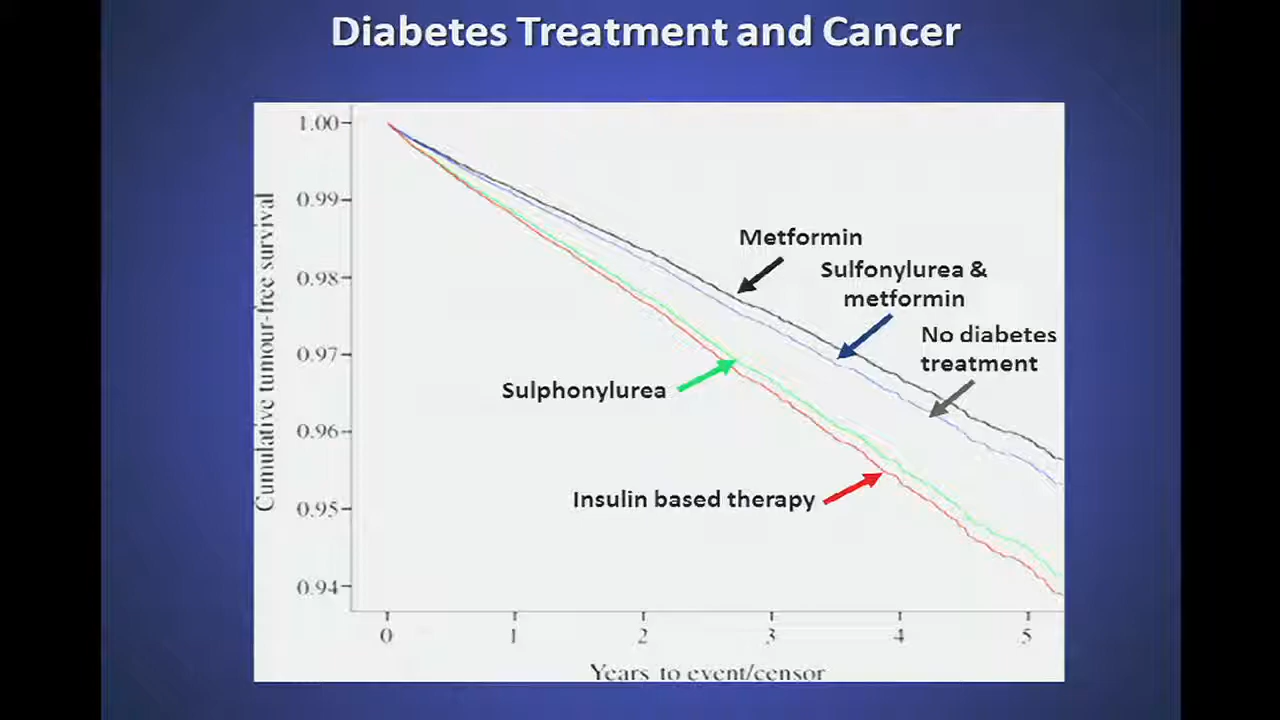 Diabetes Treatment and Cancer
1.00
0.99
0.98
0.97
0.96
0.95
0.94
Cumulative tumour-free survival
Metformin
Sulfonylurea &
metformin
No diabetes
treatment
Sulphonylurea
Insulin based therapy
0
1
2
3
4
5
Years to event/censor